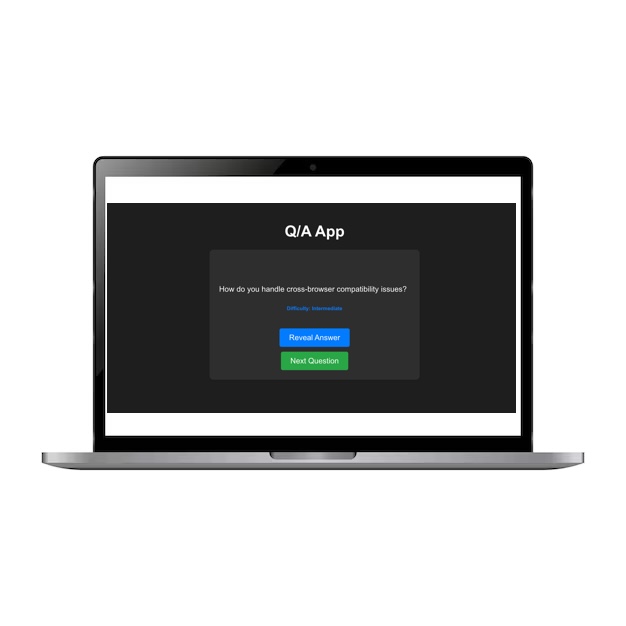 Q/A App
How do you handle cross-browser compatibility issues?
Difficulty: Intermediate
Reveal Answer
Next Question